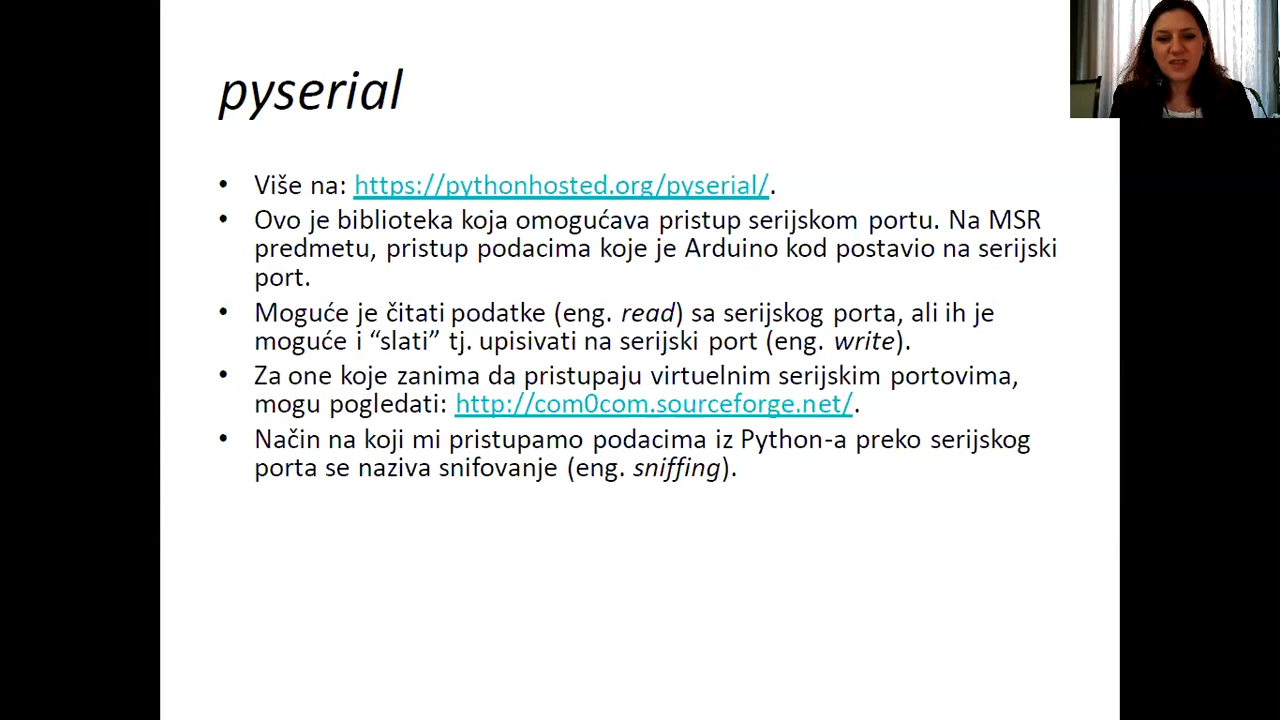 pyserial
• Više na: https://pythonhosted.org/pyserial/.
• Ovo je biblioteka koja omogućava pristup serijskom portu. Na MSR
predmetu, pristup podacima koje je Arduino kod postavio na serijski
port.
• Moguće je čitati podatke (eng. read) sa serijskog porta, ali ih je
moguće i “slati” tj. upisivati na serijski port (eng. write).
• Za one koje zanima da pristupaju virtuelnim serijskim portovima,
mogu pogledati: http://com0com.sourceforge.net/.
• Način na koji mi pristupamo podacima iz Python-a preko serijskog
porta se naziva snifovanje (eng. sniffing).